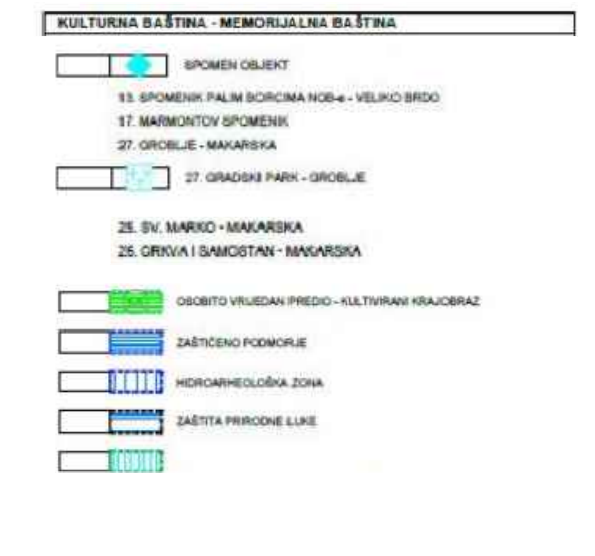 KULTURNA BAŠTINA - MEMORIJALNA BAŠTINA
SPOMEN OBJEKT
13. SPOMENIK PALIM BORCIMA NOB-e - VELIKO BRDO
17. MARMONTOV SPOMENIK
27. GROBLJE - MAKARSKA
27. GRADSKI PARK - GROBLJE
25. SV. MARKO - MAKARSKA
26. CRKVA I SAMOSTAN - MAKARSKA
OSOBITO VRIJEDAN PREDIO - KULTIVIRANI KRAJOBRAZ
ZAŠTIĆENO PODMORJE
HIDROARHEOLOŠKA ZONA
ZAŠTITA PRIRODNE LUKE